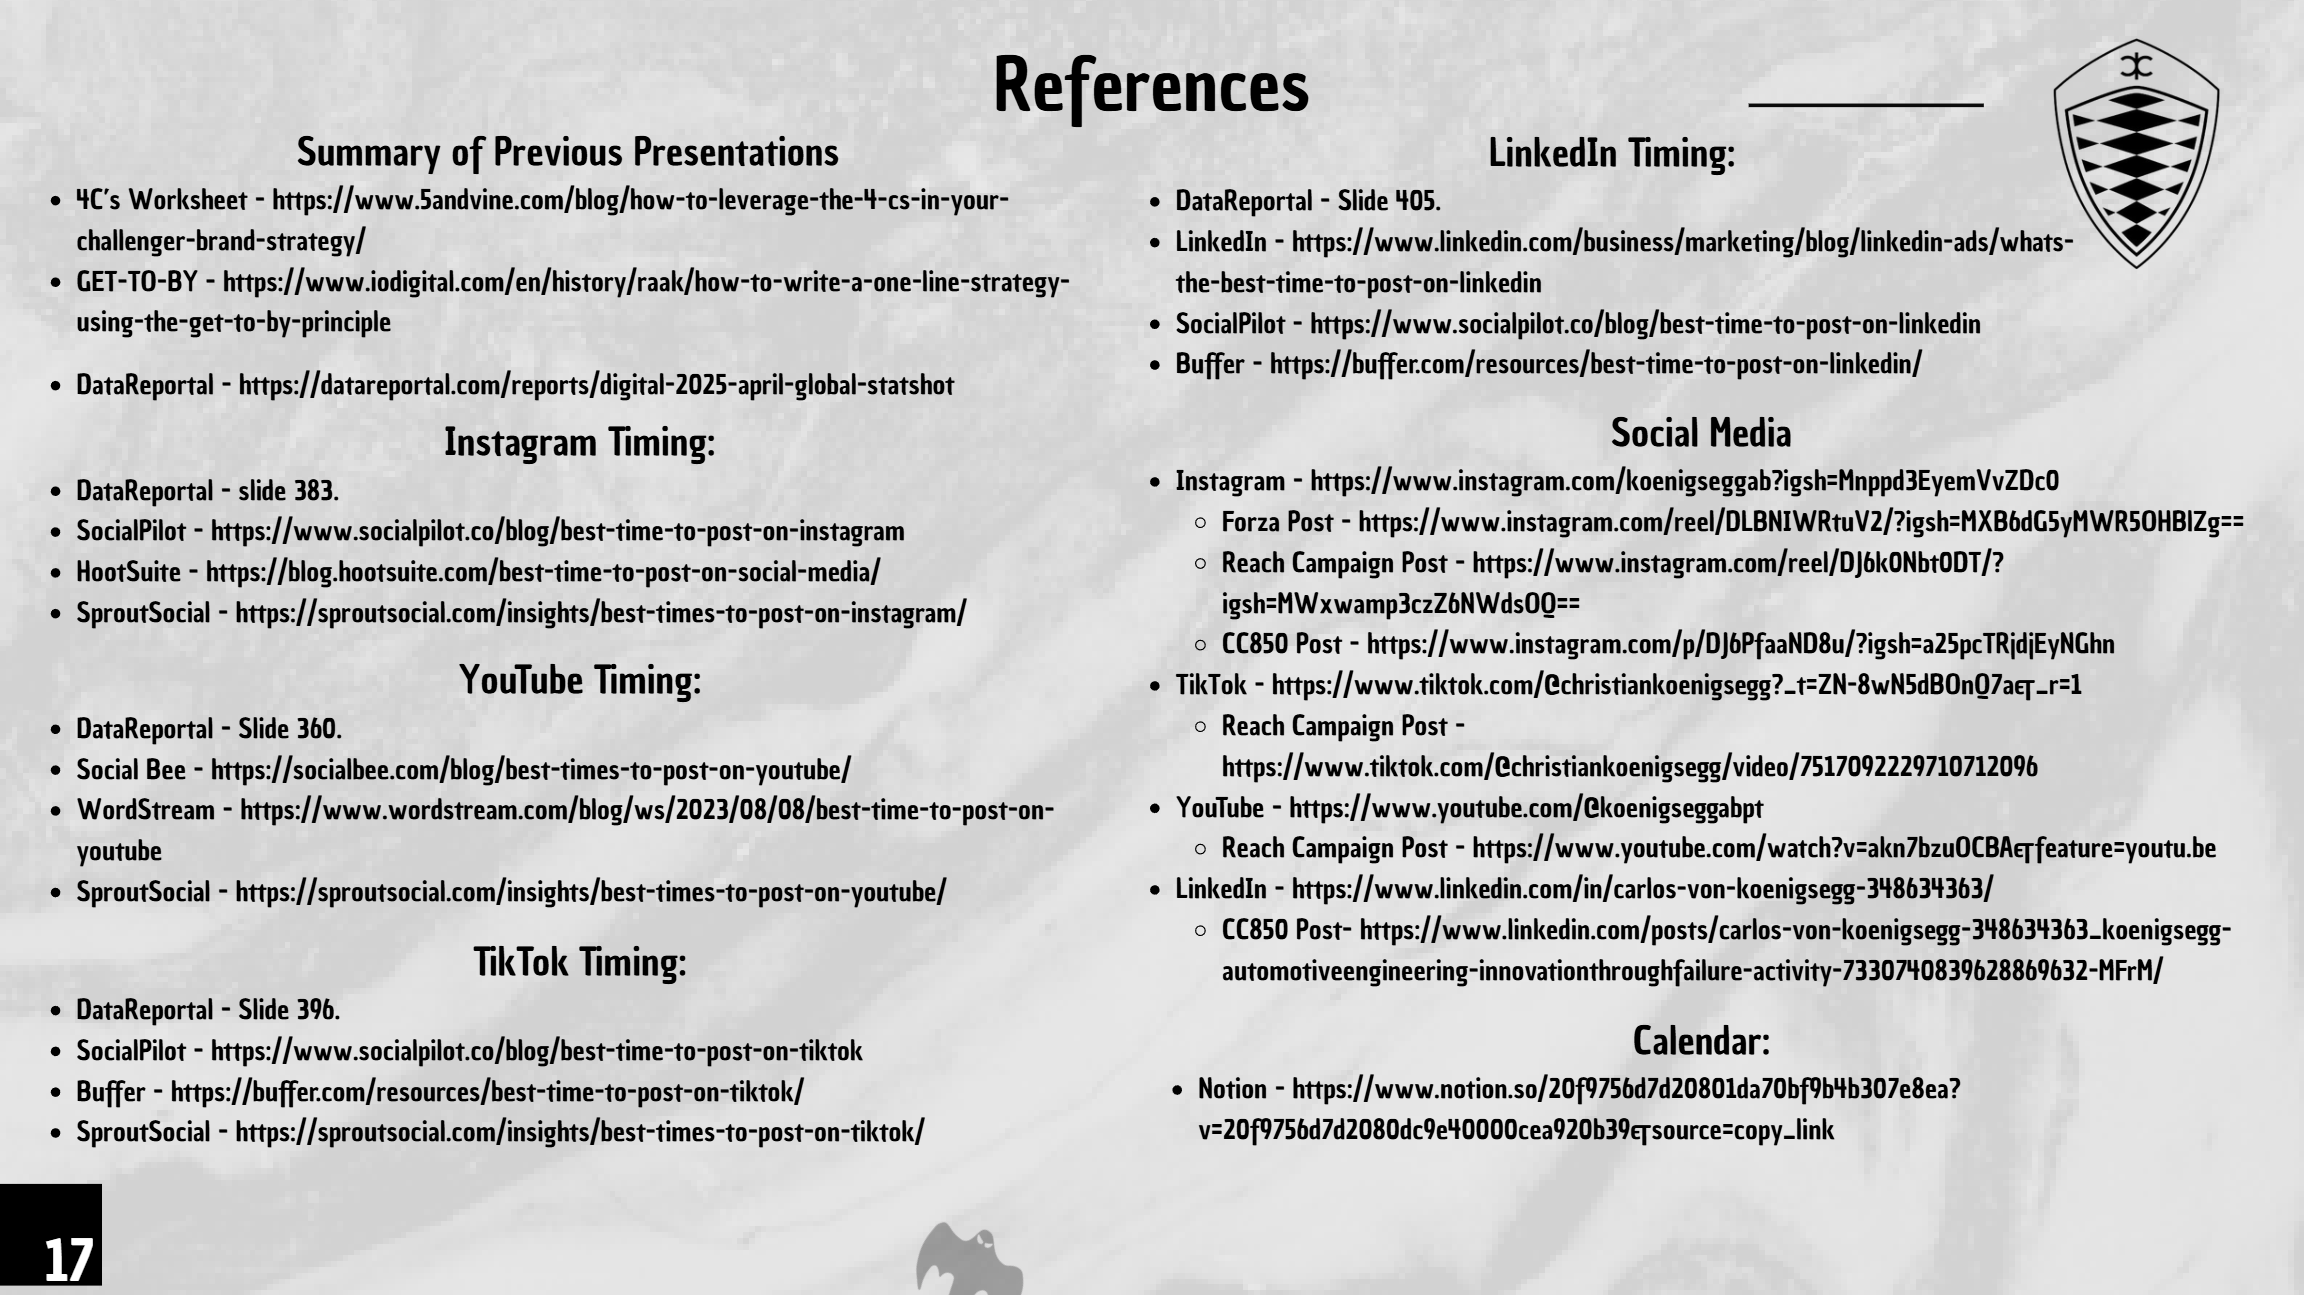 References
Summary of Previous Presentations
4C's Worksheet - https://www.5andvine.com/blog/how-to-leverage-the-4-cs-in-your-
challenger-brand-strategy/
GET-TO-BY - https://www.iodigital.com/en/history/raak/how-to-write-a-one-line-strategy-
using-the-get-to-by-principle
DataReportal - https://datareportal.com/reports/digital-2025-april-global-statshot
Instagram Timing:
DataReportal - slide 383.
SocialPilot - https://www.socialpilot.co/blog/best-time-to-post-on-instagram
HootSuite - https://blog.hootsuite.com/best-time-to-post-on-social-media/
SproutSocial - https://sproutsocial.com/insights/best-times-to-post-on-instagram/
YouTube Timing:
DataReportal - Slide 360.
Social Bee - https://socialbee.com/blog/best-times-to-post-on-youtube/
WordStream - https://www.wordstream.com/blog/ws/2023/08/08/best-time-to-post-on-
youtube
SproutSocial - https://sproutsocial.com/insights/best-times-to-post-on-youtube/
TikTok Timing:
DataReportal - Slide 396.
SocialPilot - https://www.socialpilot.co/blog/best-time-to-post-on-tiktok
Buffer - https://buffer.com/resources/best-time-to-post-on-tiktok/
SproutSocial - https://sproutsocial.com/insights/best-times-to-post-on-tiktok/
LinkedIn Timing:
DataReportal - Slide 405.
LinkedIn - https://www.linkedin.com/business/marketing/blog/linkedin-ads/whats-
the-best-time-to-post-on-linkedin
SocialPilot - https://www.socialpilot.co/blog/best-time-to-post-on-linkedin
Buffer - https://buffer.com/resources/best-time-to-post-on-linkedin/
Social Media
Instagram - https://www.instagram.com/koenigseggab?igsh=Mnppd3EyemVvZDc0
Forza Post - https://www.instagram.com/reel/DLBNIWRtuV2/?igsh=MXB6dG5yMWR5OHBlZg==
Reach Campaign Post - https://www.instagram.com/reel/DJ6k0Nbt0DT/?
igsh=MWxwamp3czZ6NWdsOQ==
CC850 Post - https://www.instagram.com/p/DJ6PfaaND8u/?igsh=a25pcTRjdjEyNGhn
TikTok - https://www.tiktok.com/@christiankoenigsegg?_t=ZN-8wN5dBOnQ7a&_r=1
Reach Campaign Post -
https://www.tiktok.com/@christiankoenigsegg/video/7517092229710712096
YouTube - https://www.youtube.com/@koenigseggabpt
Reach Campaign Post - https://www.youtube.com/watch?v=akn7bzuOCBA&feature=youtu.be
LinkedIn - https://www.linkedin.com/in/carlos-von-koenigsegg-348634363/
CC850 Post- https://www.linkedin.com/posts/carlos-von-koenigsegg-348634363_koenigsegg-
automotiveengineering-innovationthroughfailure-activity-7330740839628869632-MFrM/
Calendar:
Notion - https://www.notion.so/20f9756d7d20801da70bf9b4b307e8ea?
v=20f9756d7d2080dc9e40000cea920b39&source=copy_link
17